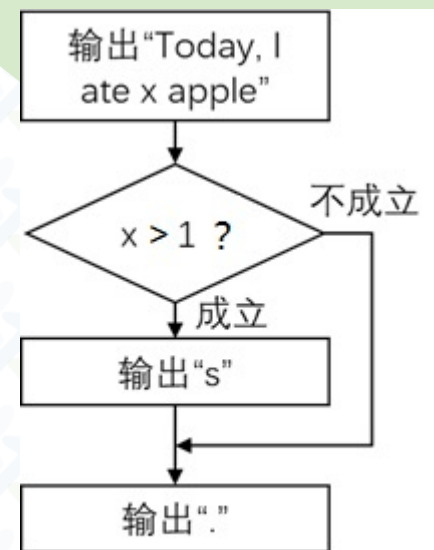 输出“Today, I
ate x apple”
x > 1 ?
不成立
成立
输出“s”
输出“.”